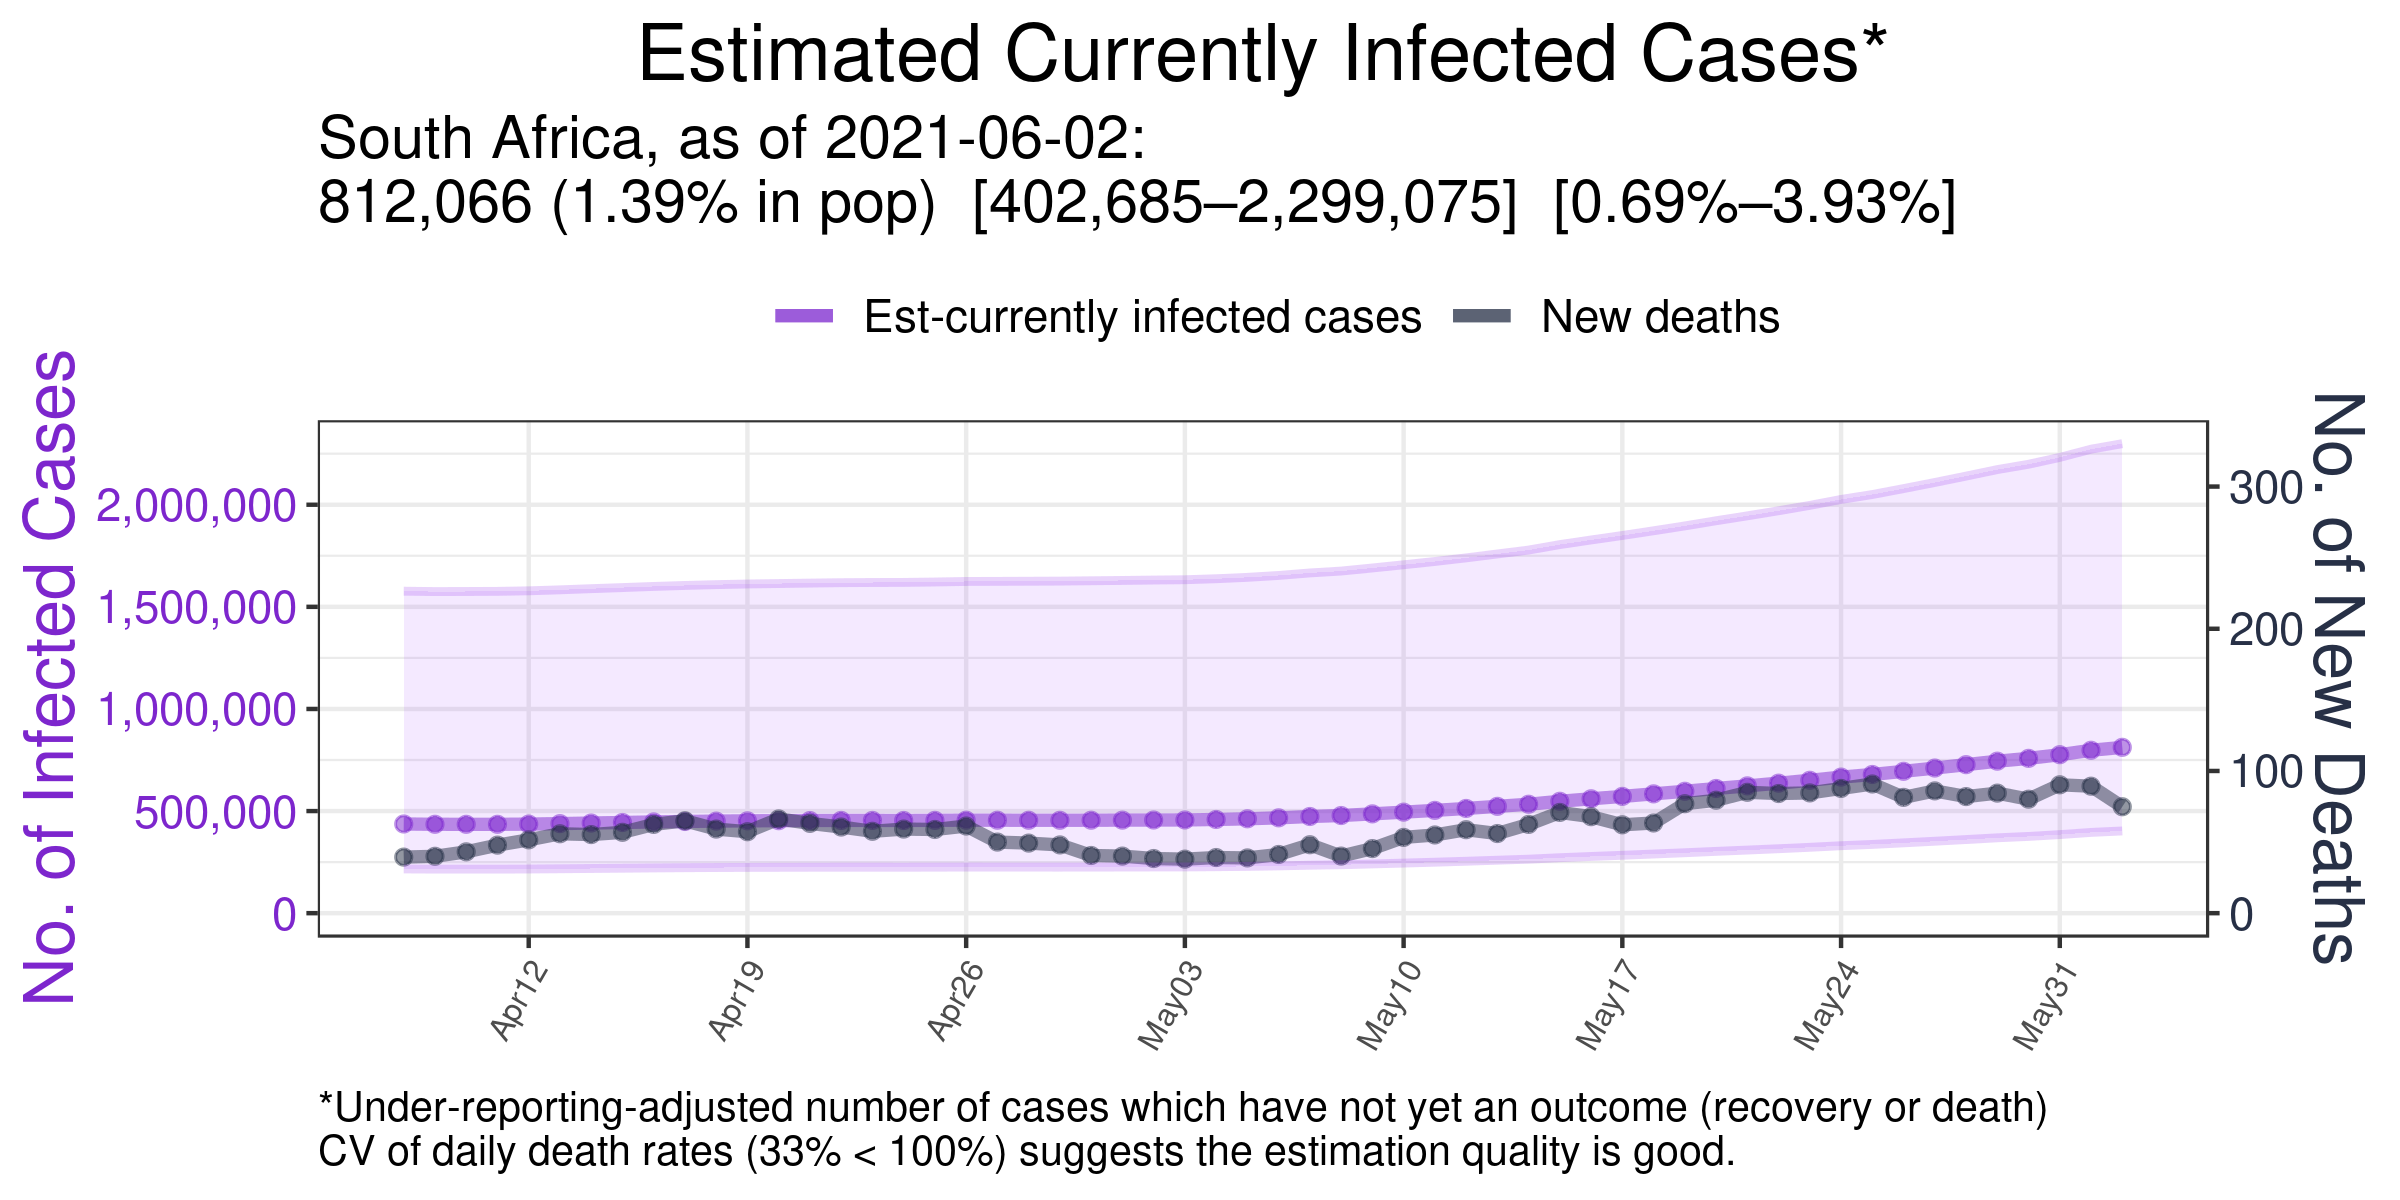 Estimated Currently Infected Cases*
South Africa, as of 2021-06-02:
812,066 (1.39% in pop)  [402,685–2,299,075]  [0.69%–3.93%]
Est-currently infected cases
New deaths
No. of Infected Cases
2,000,000
1,500,000
1,000,000
500,000
0
300
200
100
0
No. of New Deaths
Apr12
Apr19
Apr26
May03
May10
May17
May24
May31
*Under-reporting-adjusted number of cases which have not yet an outcome (recovery or death)
CV of daily death rates (33% < 100%) suggests the estimation quality is good.